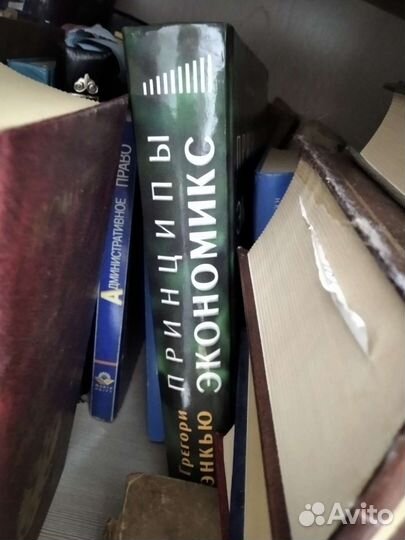 Административное ПРАВО
ПРИНЦИПЫ
ЭКОНОМИКС
Грегори
ЭНКЬЮ
Avito